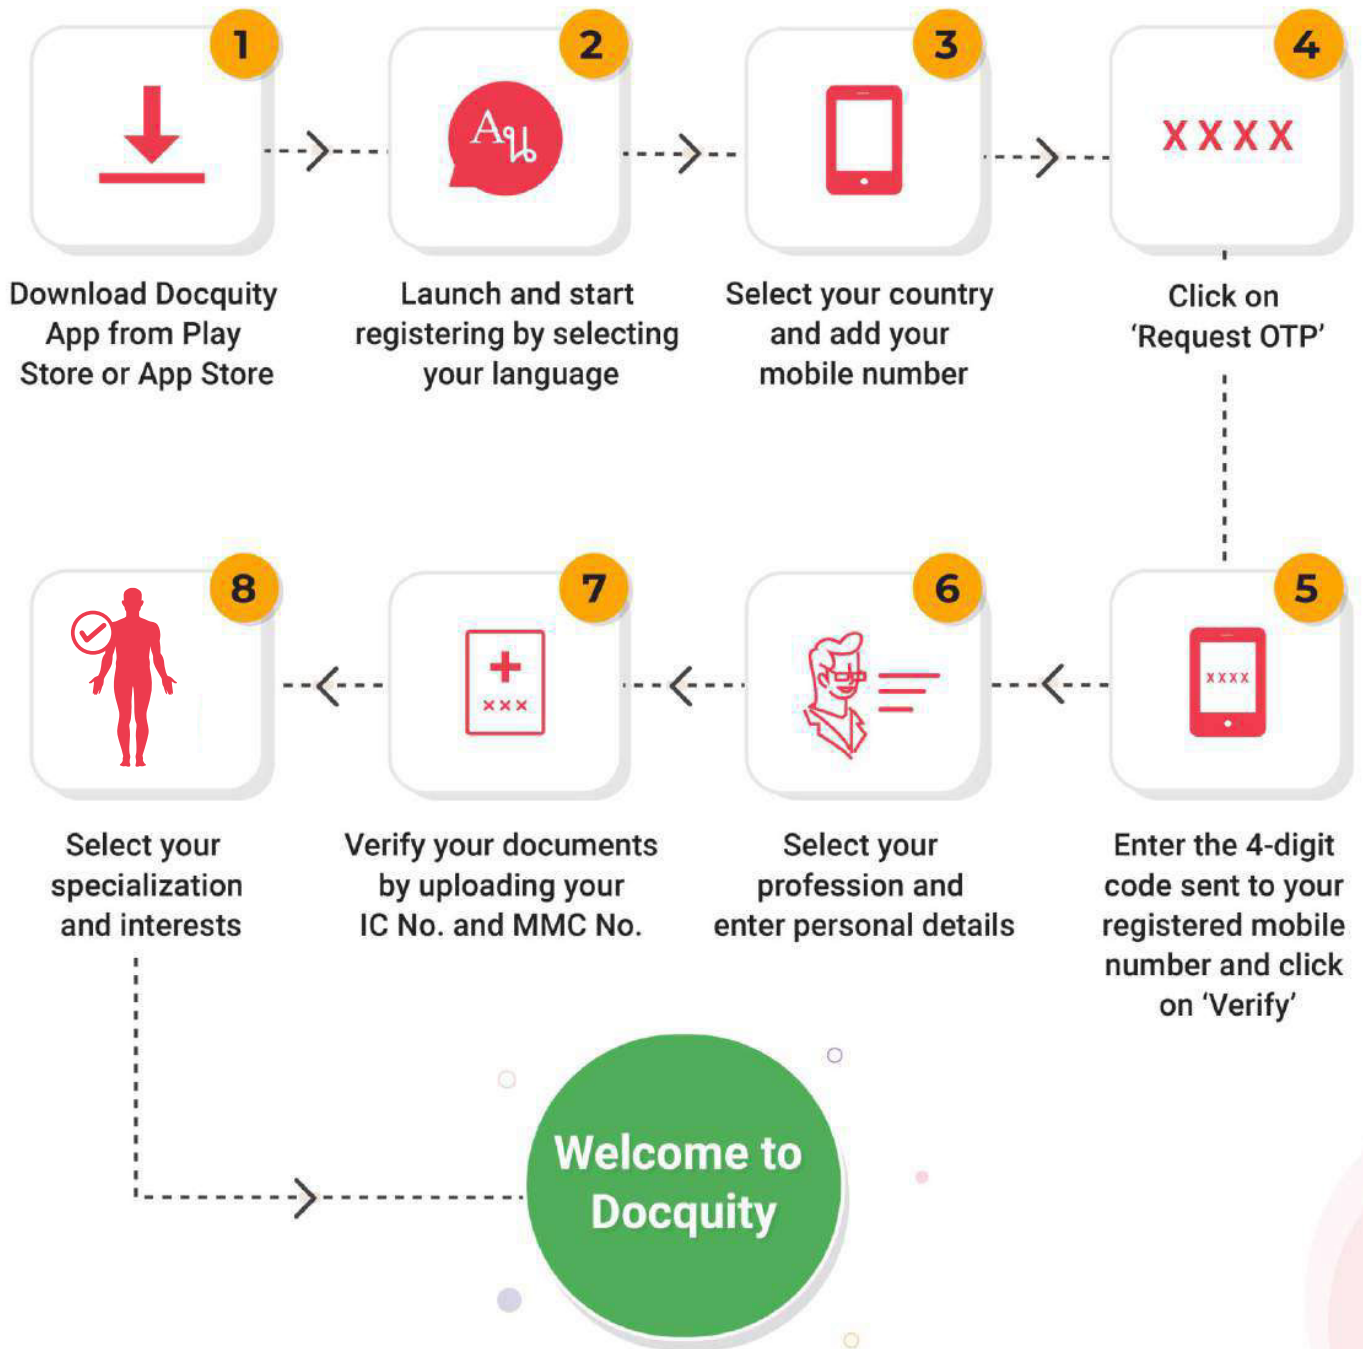 1
Download Docquity
App from Play
Store or App Store
2
Aน
Launch and start
registering by selecting
your language
3
Select your country
and add your
mobile number
4
X X X X
Click on
‘Request OTP’
5
X X X X
Enter the 4-digit
code sent to your
registered mobile
number and click
on ‘Verify’
6
Select your
profession and
enter personal details
7
+
× × ×
Verify your documents
by uploading your
IC No. and MMC No.
8
Select your
specialization
and interests
Welcome to
Docquity